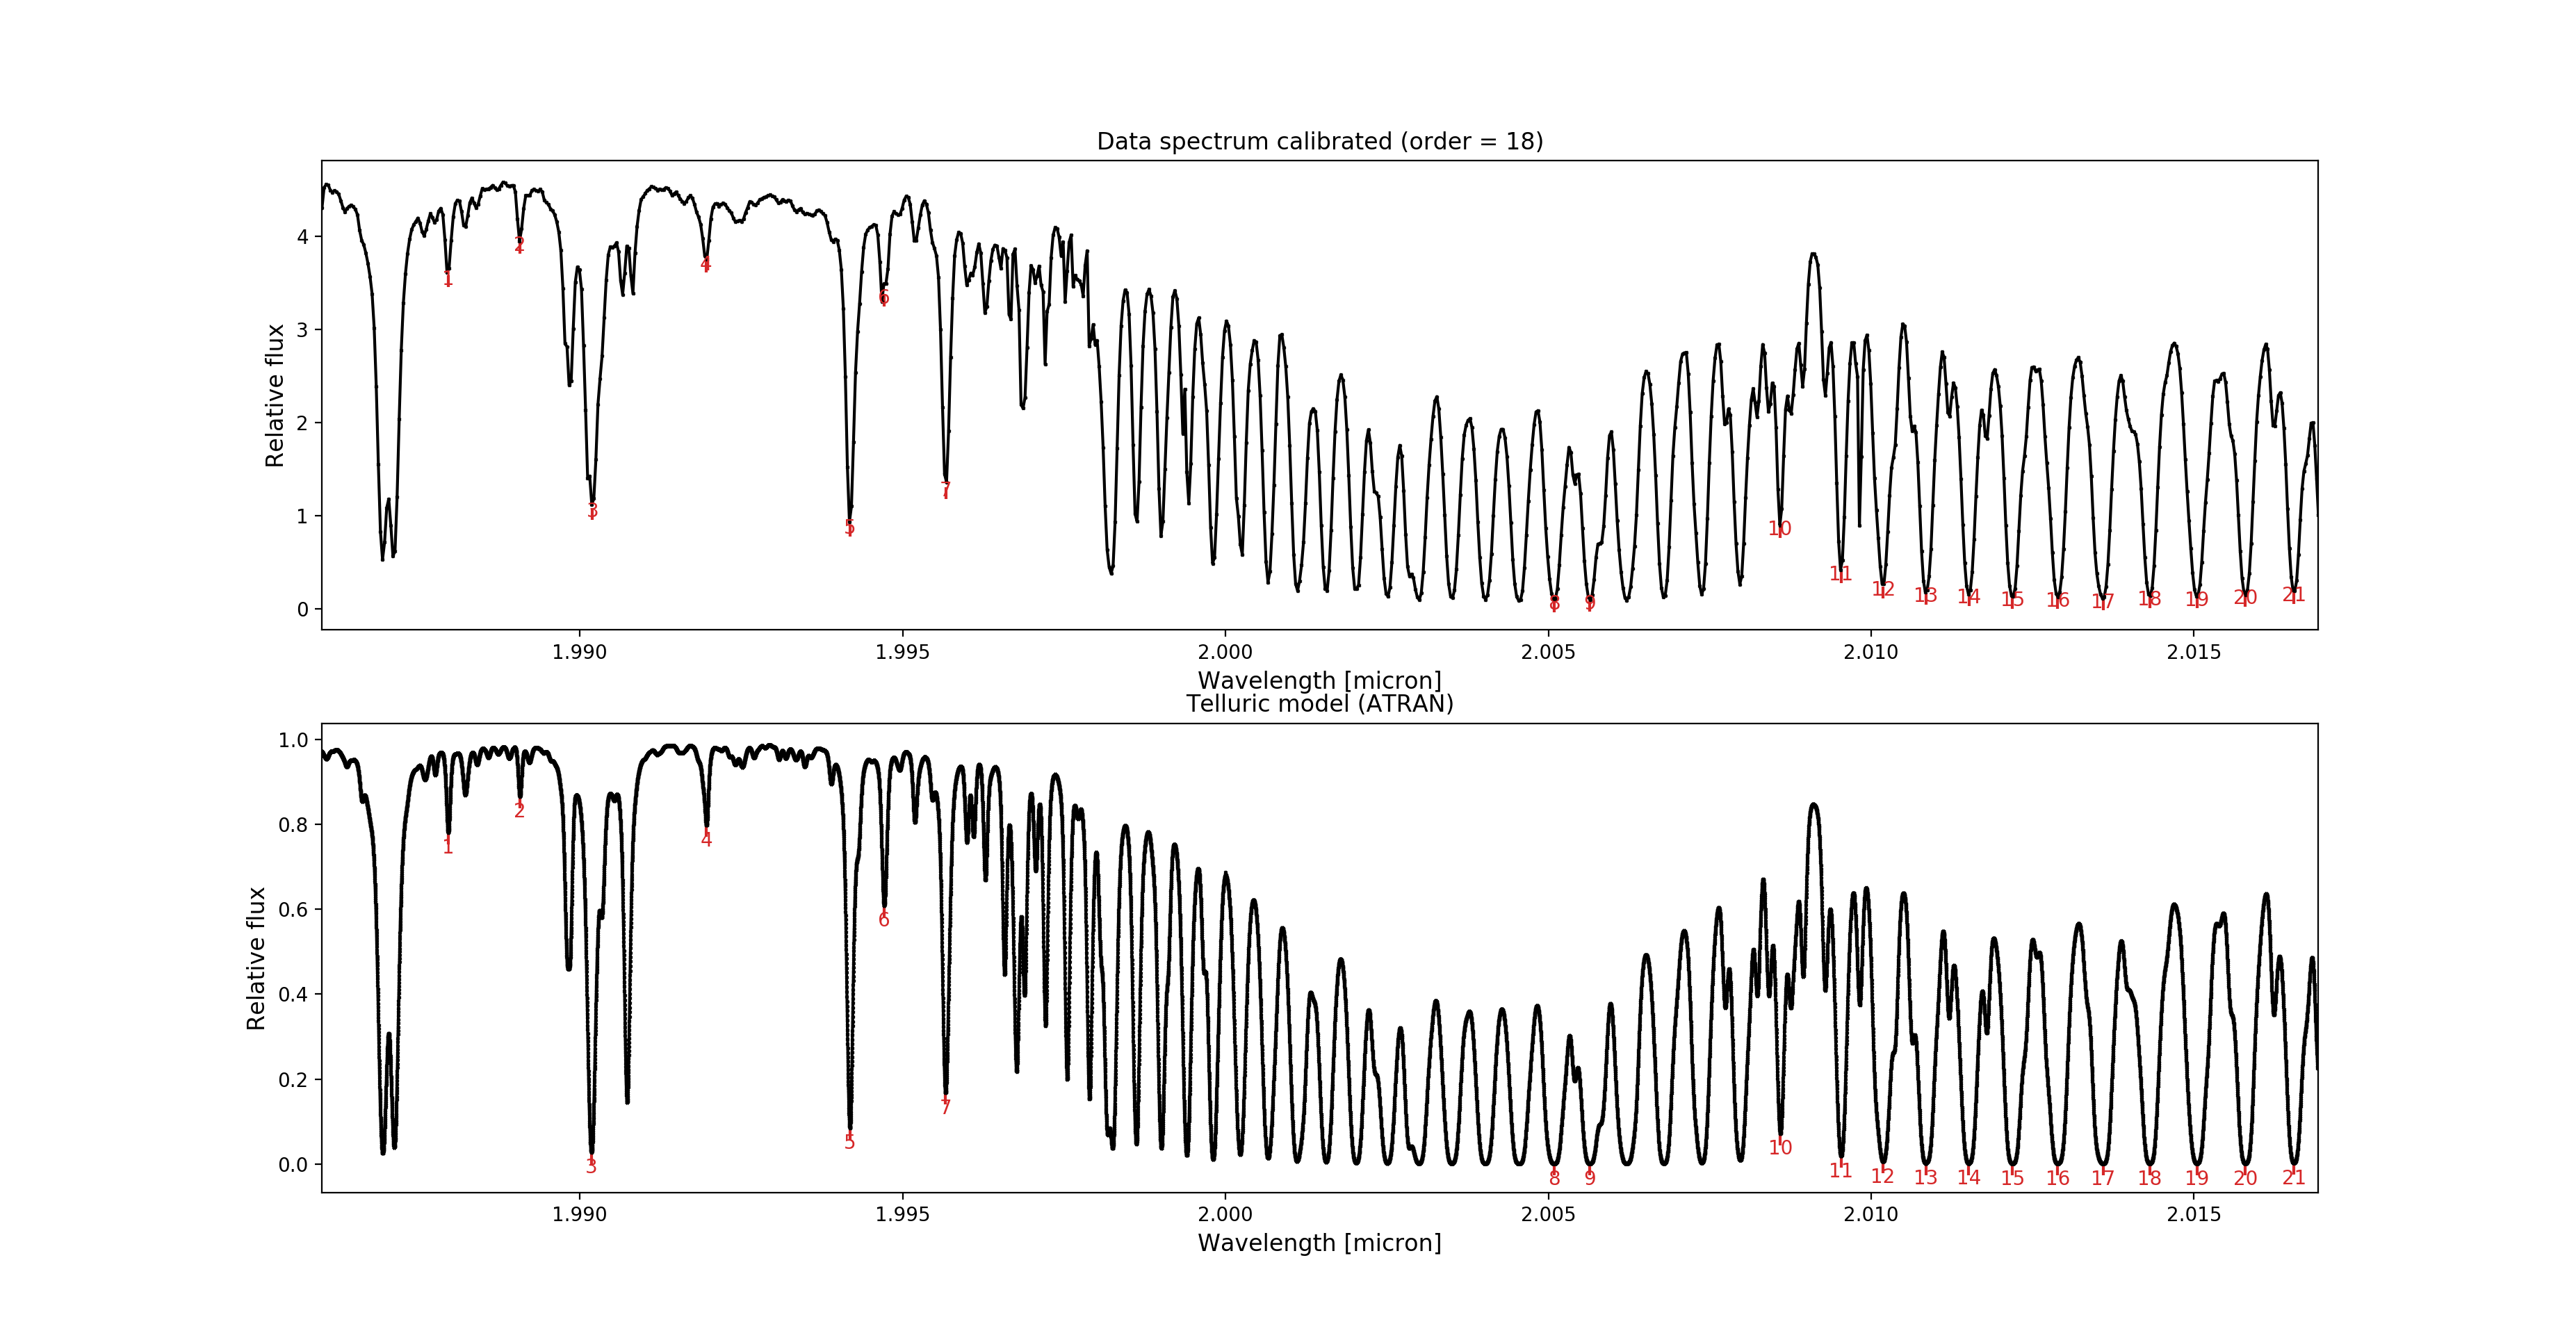 Data spectrum calibrated (order = 18)
Relative flux
4
3
2
1
0
1 2 3 4 5 6 7 8 9 10 11 12 13 14 15 16 17 18 19 20 21
1.990 1.995 2.000 2.005 2.010 2.015
Wavelength [micron]
Telluric model (ATRAN)
Relative flux
1.0
0.8
0.6
0.4
0.2
0.0
1 2 3 4 5 6 7 8 9 10 11 12 13 14 15 16 17 18 19 20 21
1.990 1.995 2.000 2.005 2.010 2.015
Wavelength [micron]